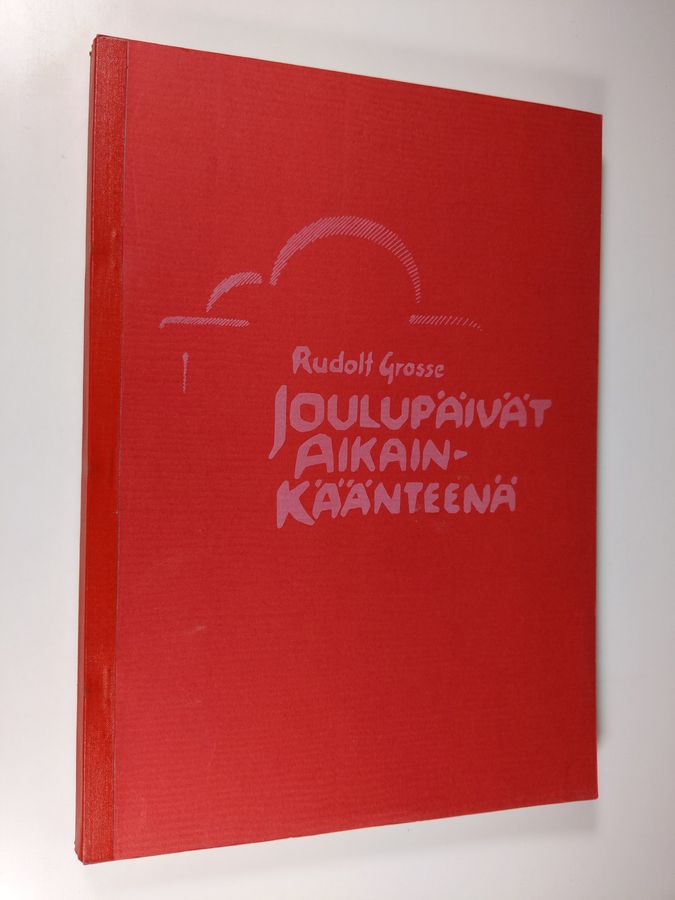 Rudolf Grosse
JOULUPÄIVÄT
AIKAIN-
KÄÄNTEENÄ